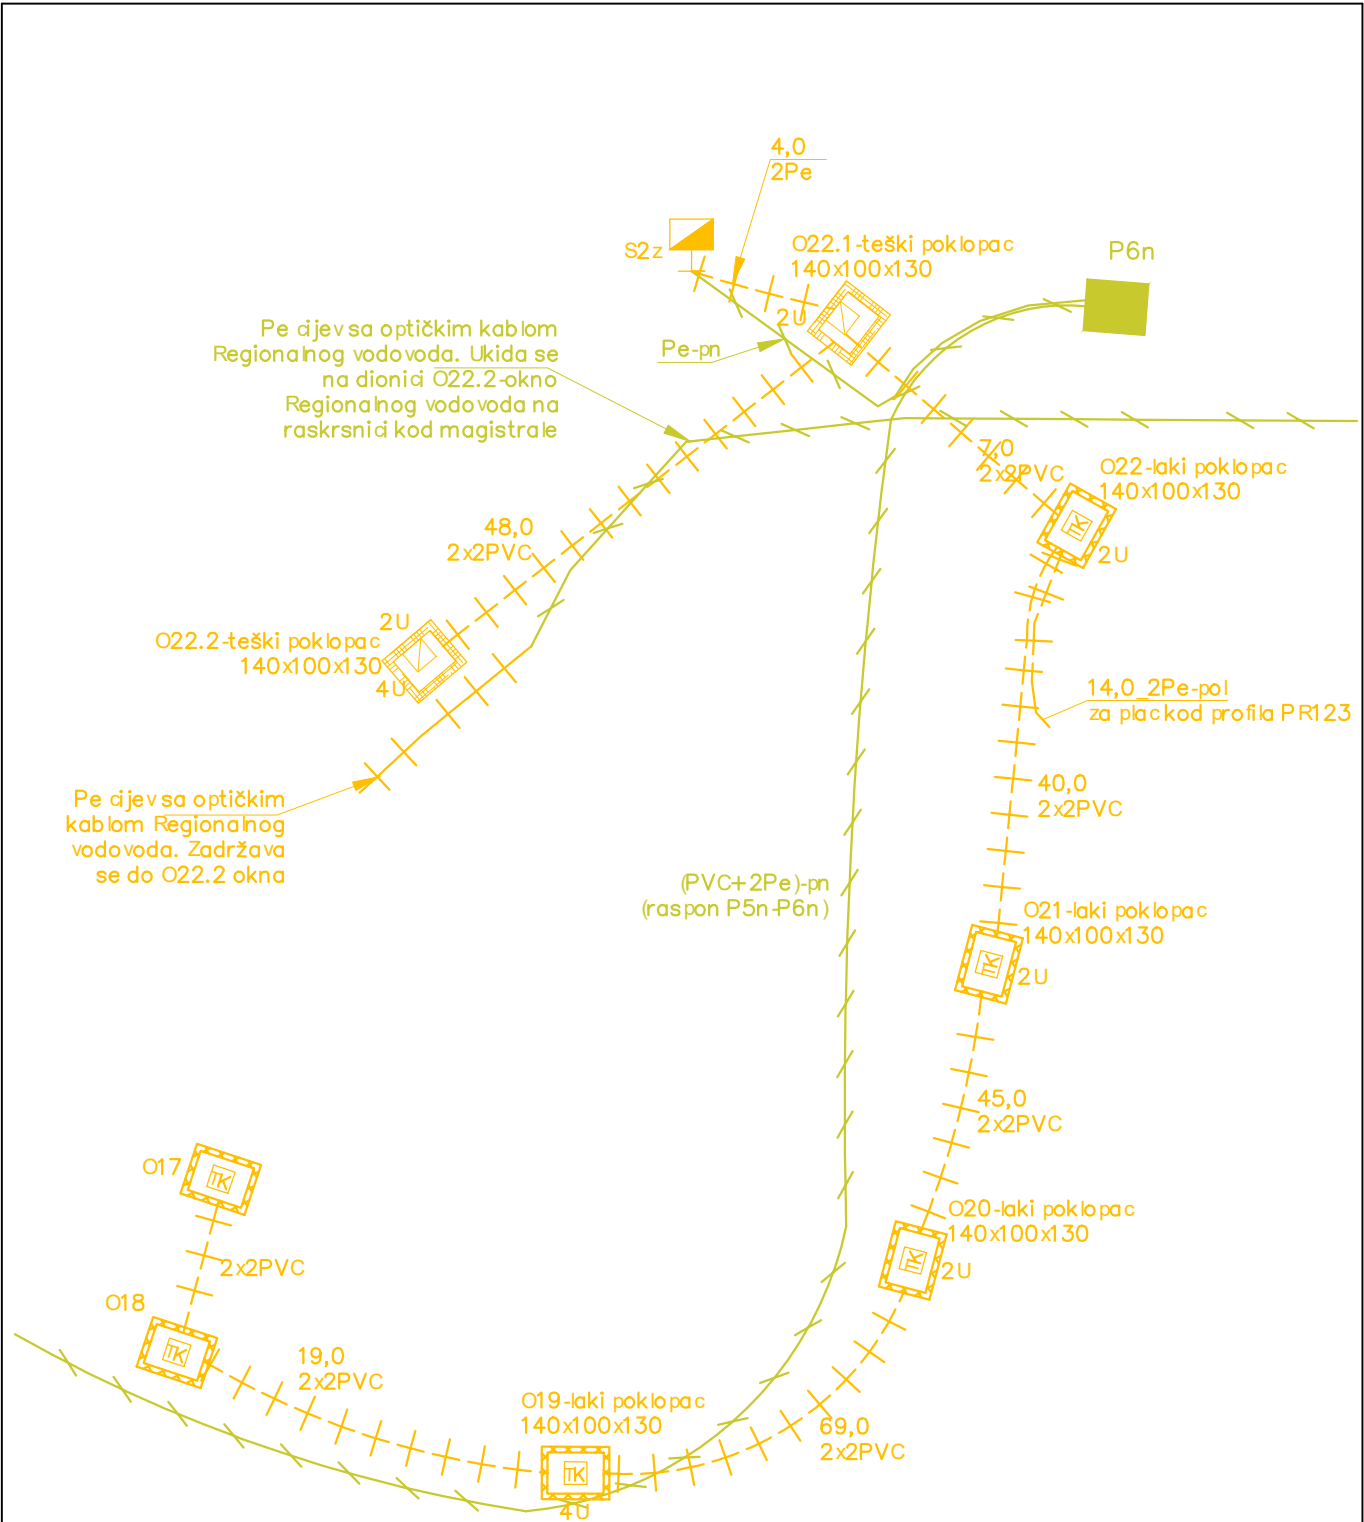 4,0
2Pe
S2z
O22.1-teški poklopac
140x100x130
2U
P6n
Pe cijev sa optičkim kablom
Regionalnog vodovoda. Ukida se
na dionici O22.2-okno
Regionalnog vodovoda na
raskrsnici kod magistrale
Pe-pn
7,0
2x2PVC
O22-laki poklopac
140x100x130
TK
2U
48,0
2x2PVC
2U
O22.2-teški poklopac
140x100x130
4U
14,0_2Pe-pol
za plac kod profila PR123
40,0
2x2PVC
Pe cijev sa optičkim
kablom Regionalnog
vodovoda. Zadržava
se do O22.2 okna
(PVC+2Pe)-pn
(raspon P5n-P6n)
O21-laki poklopac
140x100x130
TK
2U
45,0
2x2PVC
O17
TK
2x2PVC
O20-laki poklopac
140x100x130
TK
2U
O18
TK
19,0
2x2PVC
O19-laki poklopac
140x100x130
TK
4U
69,0
2x2PVC